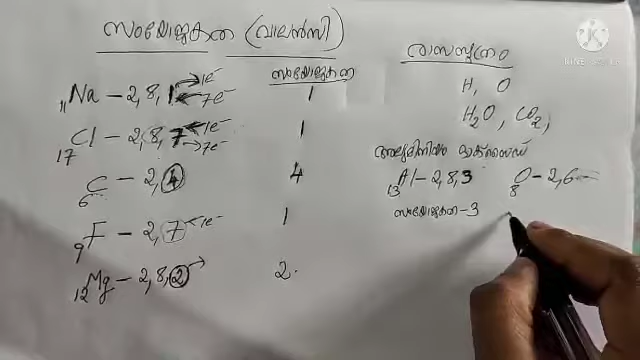 സംയോജകത (വാലൻസി)
സംയോജകത
₁₁Na – 2,8,1 1e⁻ 7e⁻ 1
₁₇Cl – 2,8,7 1e⁻ 7e⁻ 1
₆C – 2,4 4
₉F – 2,7 1e⁻ 1
₁₂Mg – 2,8,2 2.
രാസസൂത്രം
H, O
H₂O, CO₂,
അലൂമിനിയം ഓക്സൈഡ്
₁₃Al – 2,8,3 ₈O – 2,6
സംയോജകത – 3